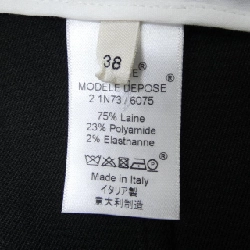 38
®
MODELE DEPOSE ®
2 1N73 / 6C75
75% Laine
23% Polyamide
2% Elasthanne
Made in Italy
イタリア製
意大利制造